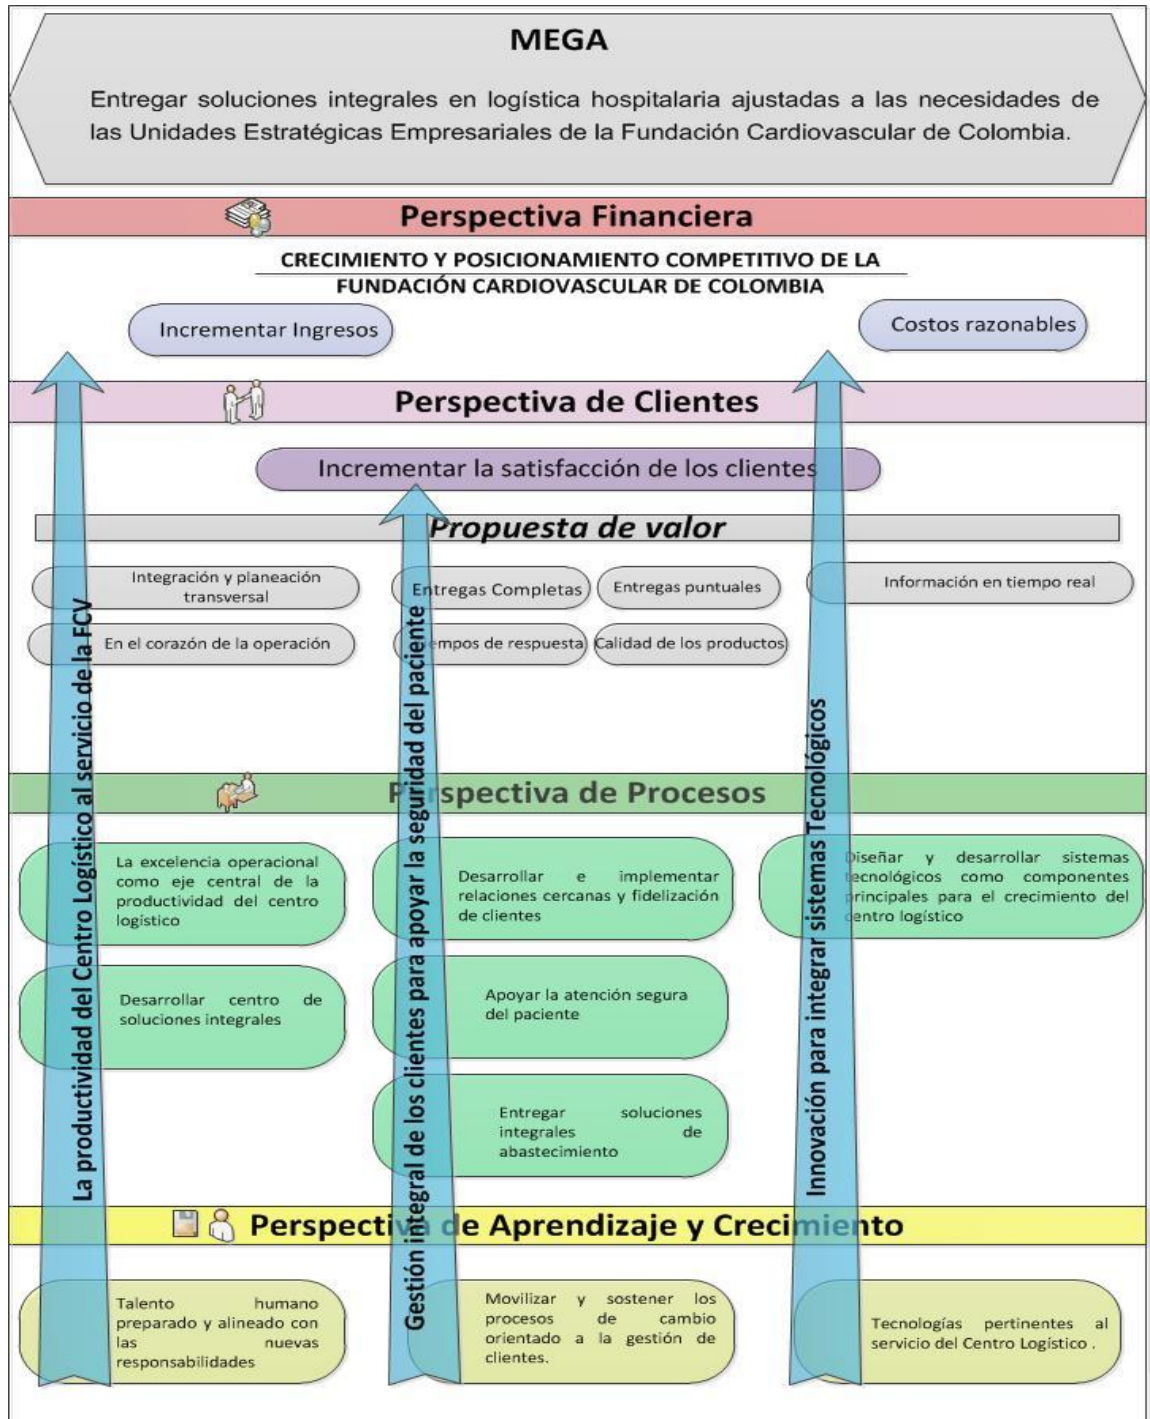 MEGA
Entregar soluciones integrales en logística hospitalaria ajustadas a las necesidades de
las Unidades Estratégicas Empresariales de la Fundación Cardiovascular de Colombia.
Perspectiva Financiera
CRECIMIENTO Y POSICIONAMIENTO COMPETITIVO DE LA
FUNDACIÓN CARDIOVASCULAR DE COLOMBIA
Incrementar Ingresos
Costos razonables
Perspectiva de Clientes
Incrementar la satisfacción de los clientes
Propuesta de valor
Integración y planeación
transversal
Entregas Completas
Entregas puntuales
Información en tiempo real
En el corazón de la operación
Tiempos de respuesta
Calidad de los productos
Perspectiva de Procesos
La excelencia operacional
como eje central de la
productividad del centro
logístico
Desarrollar e implementar
relaciones cercanas y fidelización
de clientes
Diseñar y desarrollar sistemas
tecnológicos como componentes
principales para el crecimiento del
centro logístico
Desarrollar centro de
soluciones integrales
Apoyar la atención segura
del paciente
Entregar soluciones
integrales de
abastecimiento
Perspectiva de Aprendizaje y Crecimiento
Talento humano
preparado y alineado con
las nuevas
responsabilidades
Movilizar y sostener los
procesos de cambio
orientado a la gestión de
clientes.
Tecnologías pertinentes al
servicio del Centro Logístico .
La productividad del Centro Logístico al servicio de la FCV
Gestión integral de los clientes para apoyar la seguridad del paciente
Innovación para integrar sistemas Tecnológicos